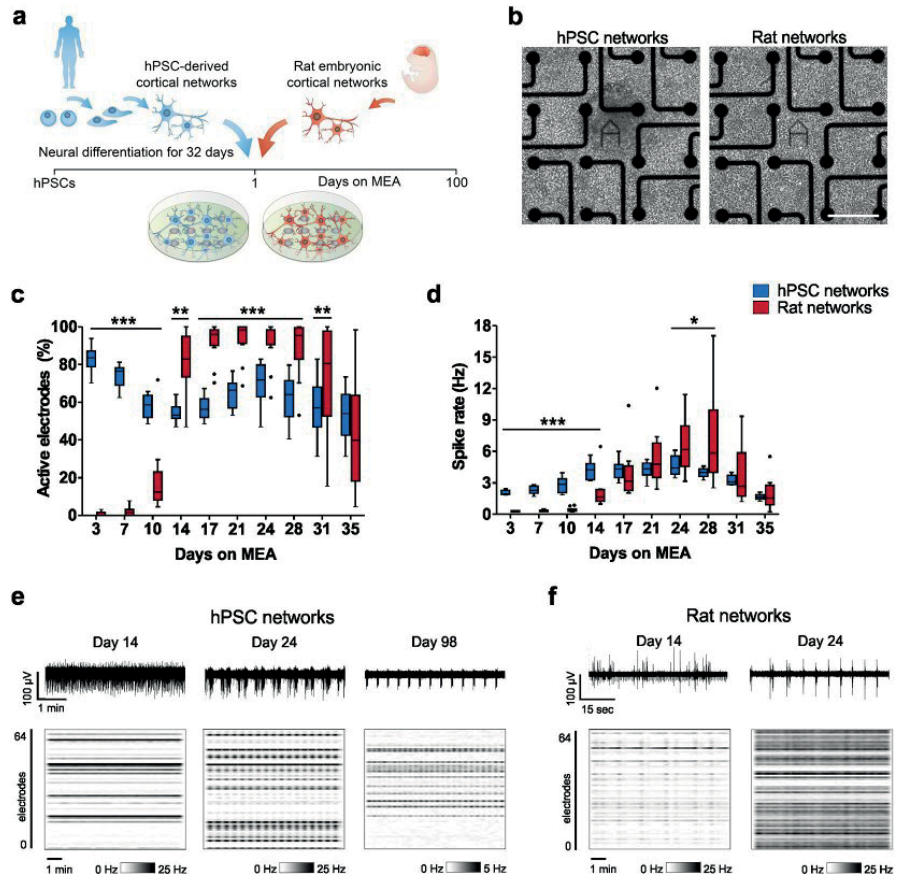 a
hPSC-derived
cortical networks
Rat embryonic
cortical networks
Neural differentiation for 32 days
hPSCs
1
Days on MEA
100
b
hPSC networks
Rat networks
A
A
c
Active electrodes (%)
100
80
60
40
20
0
***
**
***
**
3 7 10 14 17 21 24 28 31 35
Days on MEA
d
hPSC networks
Rat networks
Spike rate (Hz)
18
15
12
9
6
3
0
***
*
3 7 10 14 17 21 24 28 31 35
Days on MEA
e
hPSC networks
Day 14 Day 24 Day 98
100 µV
1 min
64
electrodes
0
1 min
0 Hz 25 Hz
0 Hz 25 Hz
0 Hz 5 Hz
f
Rat networks
Day 14 Day 24
100 µV
15 sec
64
electrodes
0
1 min
0 Hz 25 Hz
0 Hz 25 Hz